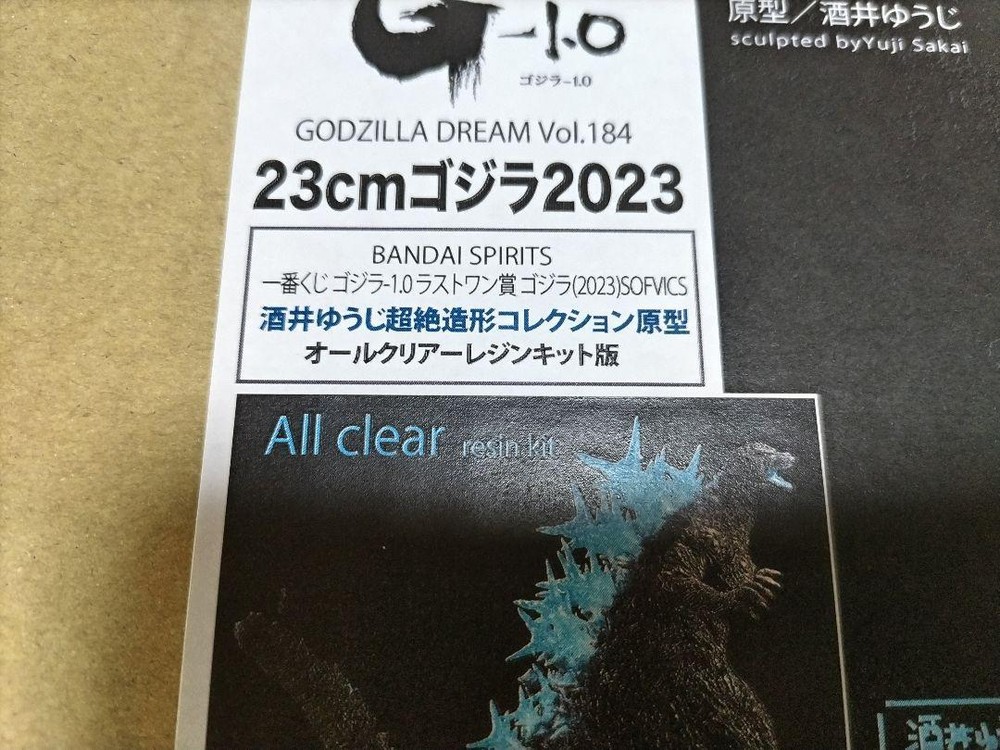 G-1.0
ゴジラ-1.0
原型／酒井ゆうじ
sculpted byYuji Sakai
GODZILLA DREAM Vol.184
23cmゴジラ2023
BANDAI SPIRITS
一番くじ ゴジラ-1.0 ラストワン賞 ゴジラ(2023)SOFVICS
酒井ゆうじ超絶造形コレクション原型
オールクリアーレジンキット版
All clear resin kit
酒井